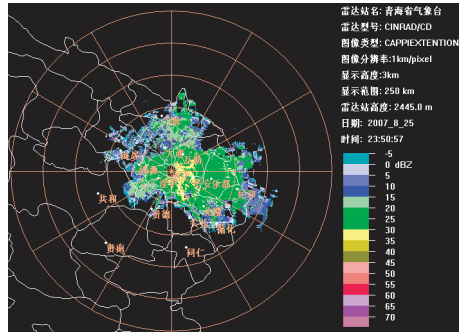 雷达站名: 青海省气象台
雷达型号: CINRAD/CD
图像类型: CAPPIEXTENTION
图像分辨率:1km/pixel
显示高度:3km
显示范围: 250 km
雷达站高度: 2445.0 m
日期: 2007_8_25
时间: 23:50:57
-5
0 dBZ
5
10
15
20
25
30
35
40
45
50
55
60
65
70
共和
贵德
贵南
同仁
循化